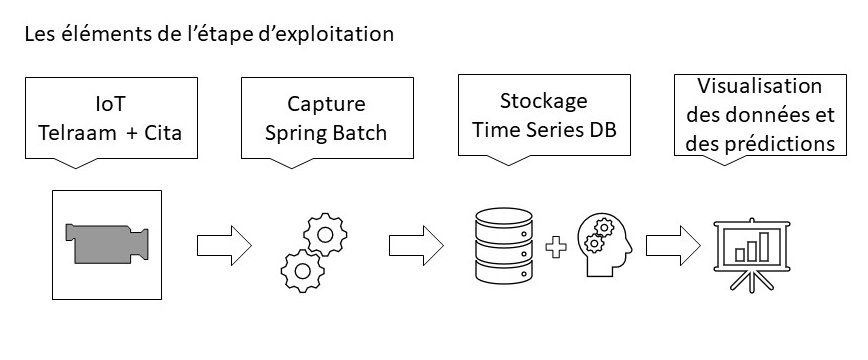 Les éléments de l’étape d’exploitation
IoT
Telraam + Cita
Capture
Spring Batch
Stockage
Time Series DB
Visualisation
des données et
des prédictions